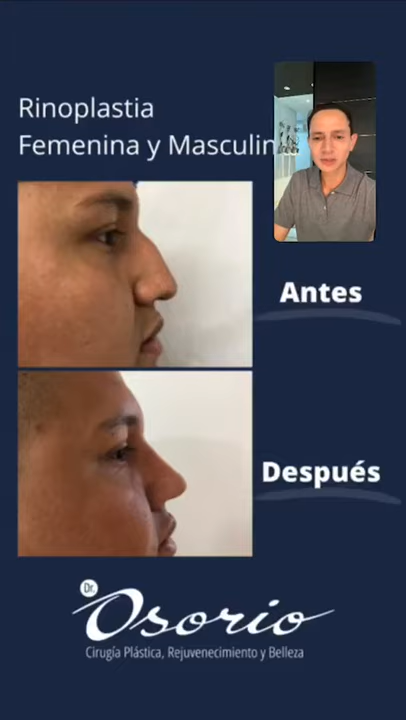 Rinoplastia
Femenina y Masculin
Antes
Después
Dr.
Osorio
Cirugía Plástica, Rejuvenecimiento y Belleza